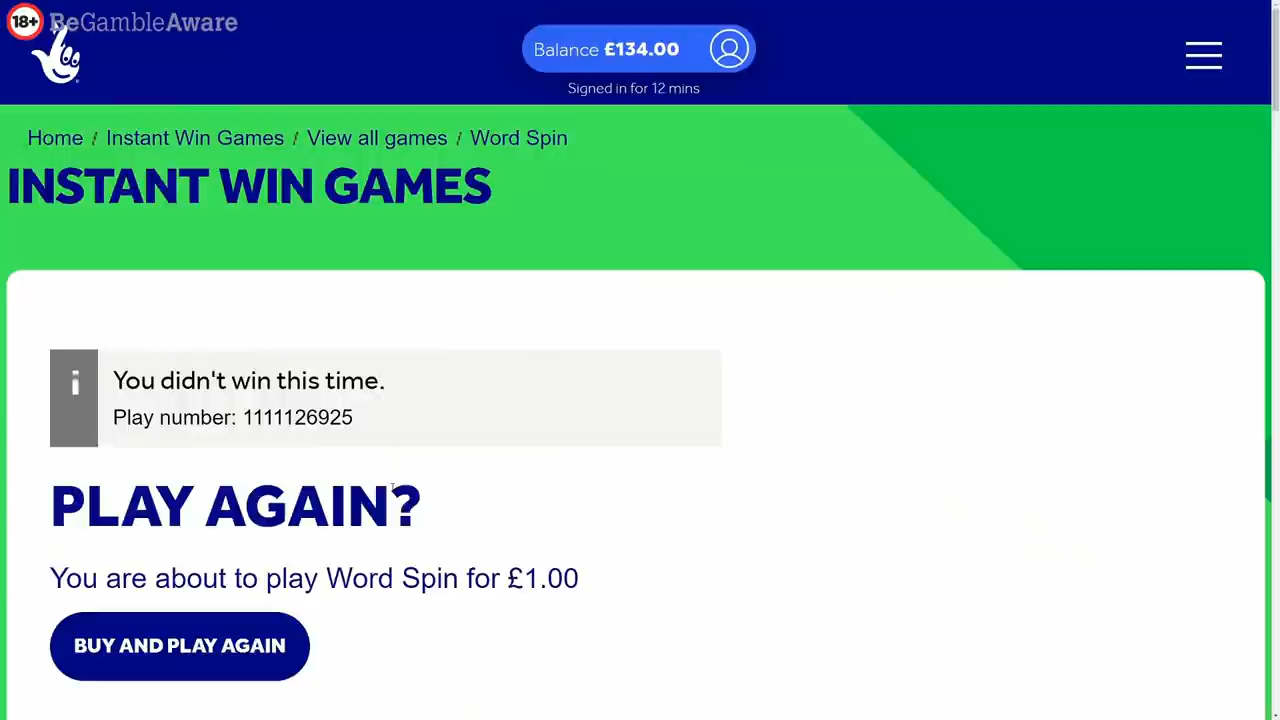 18+ BeGambleAware
Balance £134.00
Signed in for 12 mins
Home / Instant Win Games / View all games / Word Spin
INSTANT WIN GAMES
i
You didn't win this time.
Play number: 1111126925
PLAY AGAIN?
You are about to play Word Spin for £1.00
BUY AND PLAY AGAIN